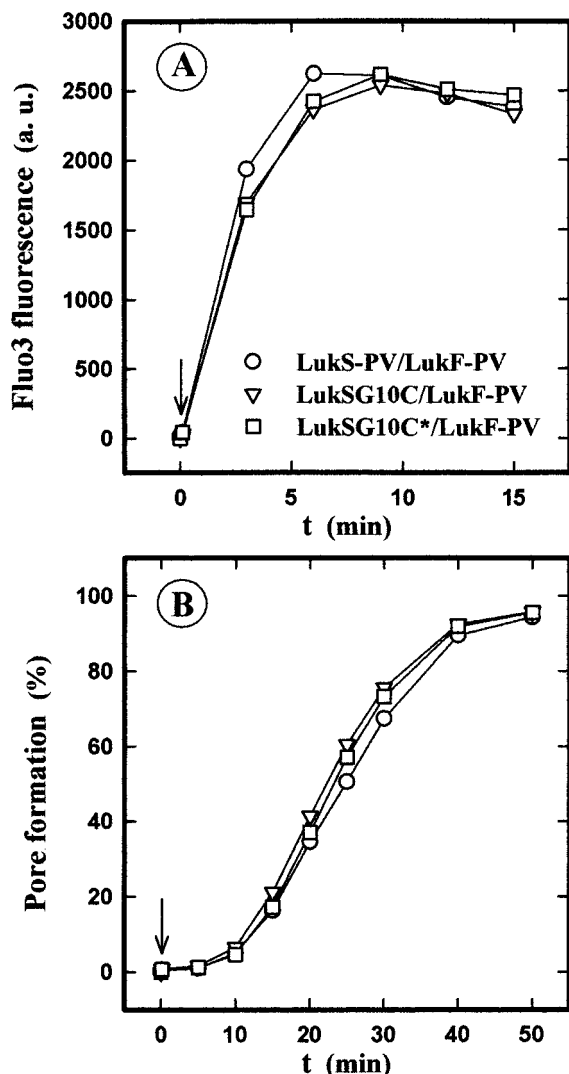 A
3000
2500
2000
1500
1000
500
0
Fluo3 fluorescence (a. u.)
LukS-PV/LukF-PV
LukSG10C/LukF-PV
LukSG10C*/LukF-PV
0 5 10 15
t (min)
B
100
80
60
40
20
0
Pore formation (%)
0 10 20 30 40 50
t (min)